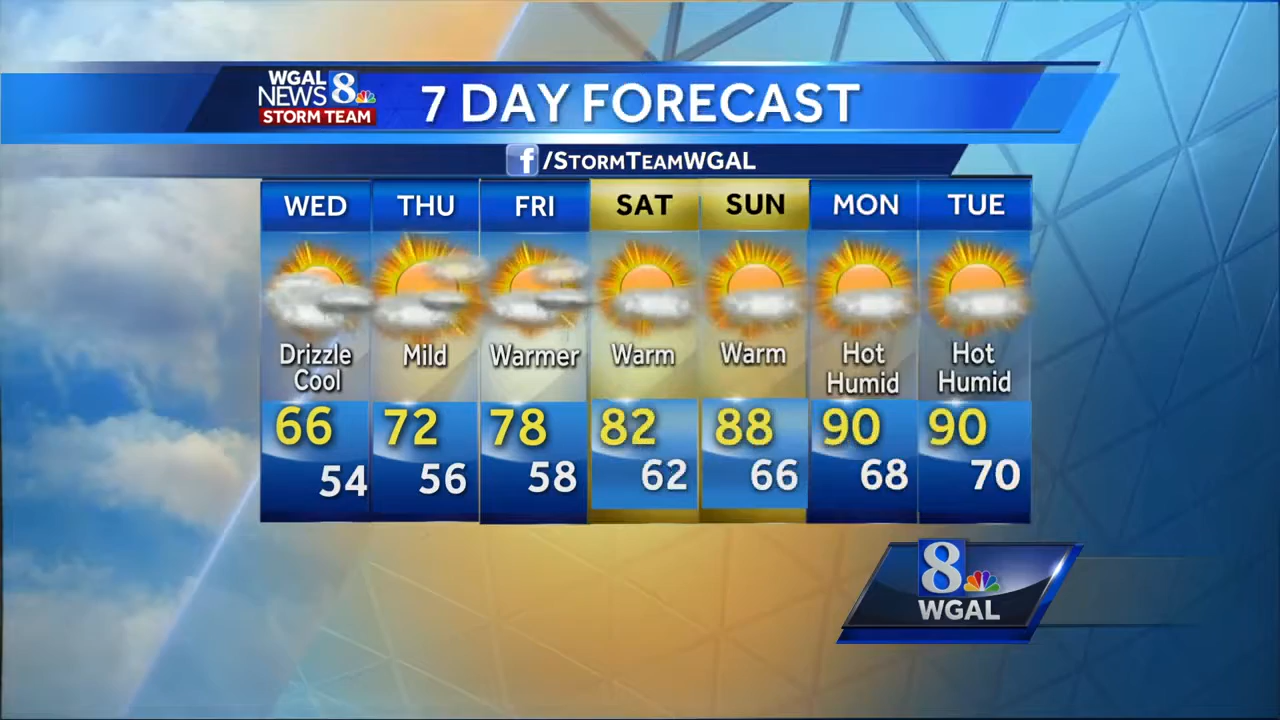 WGAL
NEWS 8
STORM TEAM
7 DAY FORECAST
f /STORMTEAMWGAL
WED THU FRI SAT SUN MON TUE
Drizzle Cool Mild Warmer Warm Warm Hot Humid Hot Humid
66 72 78 82 88 90 90
54 56 58 62 66 68 70
8
WGAL